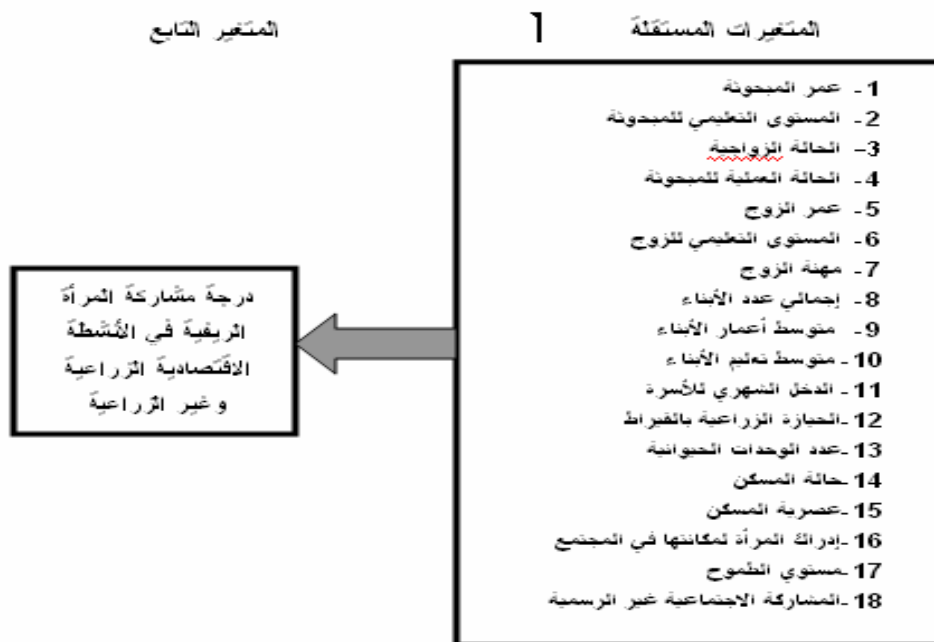 المتغيرات المستقلة
المتغير التابع
1- عمر المبحوثة
2- المستوى التعليمي للمبحوثة
3- الحالة الزواجية
4- الحالة العملية للمبحوثة
5- عمر الزوج
6- المستوى التعليمي للزوج
7- مهنة الزوج
8- إجمالي عدد الأبناء
9- متوسط أعمار الأبناء
10- متوسط تعليم الأبناء
11- الدخل الشهري للأسرة
12-الحيازة الزراعية بالقيراط
13-عدد الوحدات الحيوانية
14-حالة المسكن
15-عصرية المسكن
16-إدراك المرأة لمكانتها في المجتمع
17-مستوي الطموح
18-المشاركة الاجتماعية غير الرسمية
درجة مشاركة المرأة
الريفية في الأنشطة
الاقتصادية الزراعية
وغير الزراعية